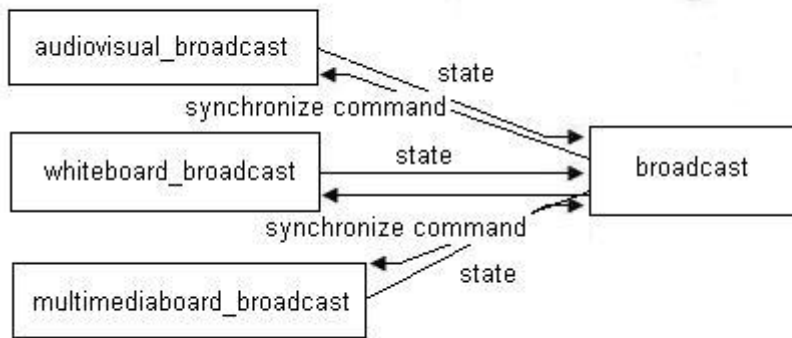 audiovisual_broadcast
state
synchronize command
whiteboard_broadcast
state
broadcast
synchronize command
state
multimediaboard_broadcast